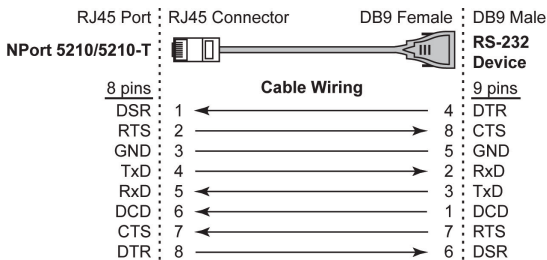 RJ45 Port RJ45 Connector DB9 Female DB9 Male
NPort 5210/5210-T RS-232
Device
8 pins Cable Wiring 9 pins
DSR 1 4 DTR
RTS 2 8 CTS
GND 3 5 GND
TxD 4 2 RxD
RxD 5 3 TxD
DCD 6 1 DCD
CTS 7 7 RTS
DTR 8 6 DSR